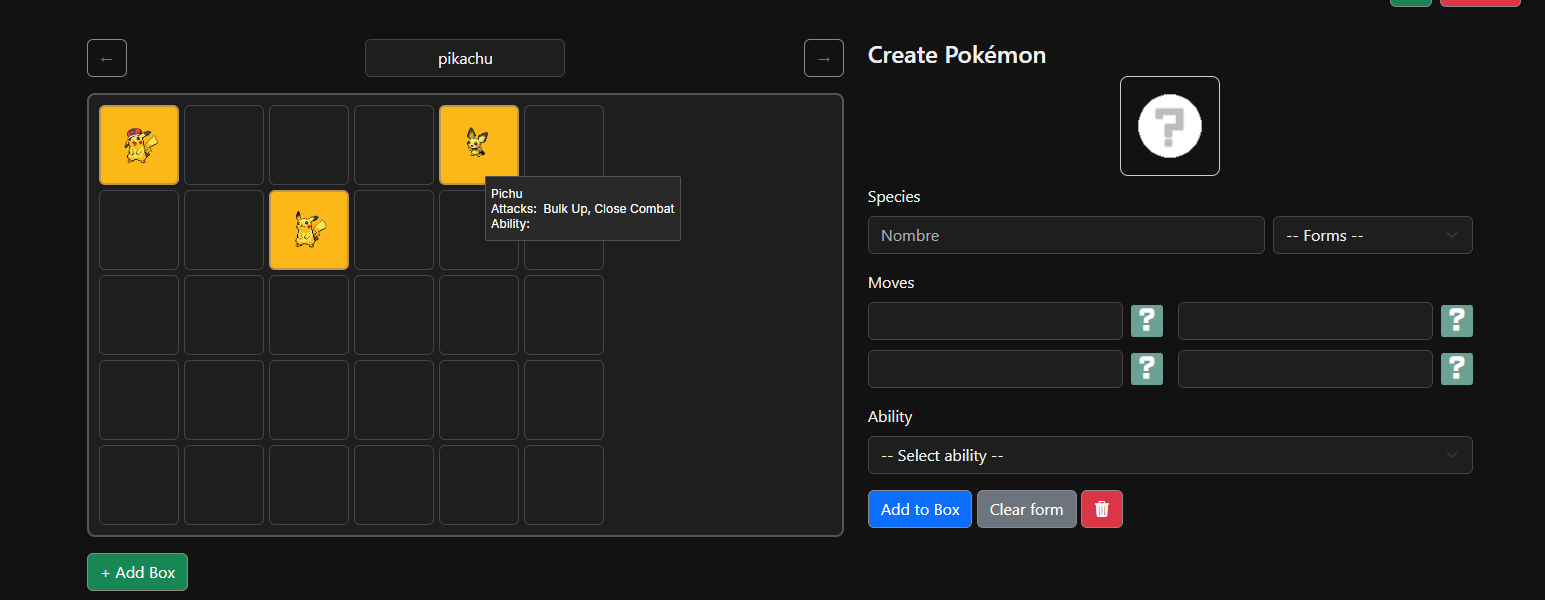 ←
pikachu
→
Pichu
Attacks: Bulk Up, Close Combat
Ability:
+ Add Box
Create Pokémon
?
Species
Nombre
-- Forms --
Moves
? ?
? ?
Ability
-- Select ability --
Add to Box
Clear form